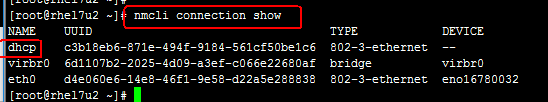 [root@rhel7u2 ~]# nmcli connection show
NAME UUID TYPE DEVICE
dhcp c3b18eb6-871e-494f-9184-561cf50be1c6 802-3-ethernet --
virbr0 6d1107b2-2025-4d09-a3ef-c066e22680af bridge virbr0
eth0 d4e060e6-14e8-46f1-9e58-d22a5e288838 802-3-ethernet eno16780032
[root@rhel7u2 ~]#